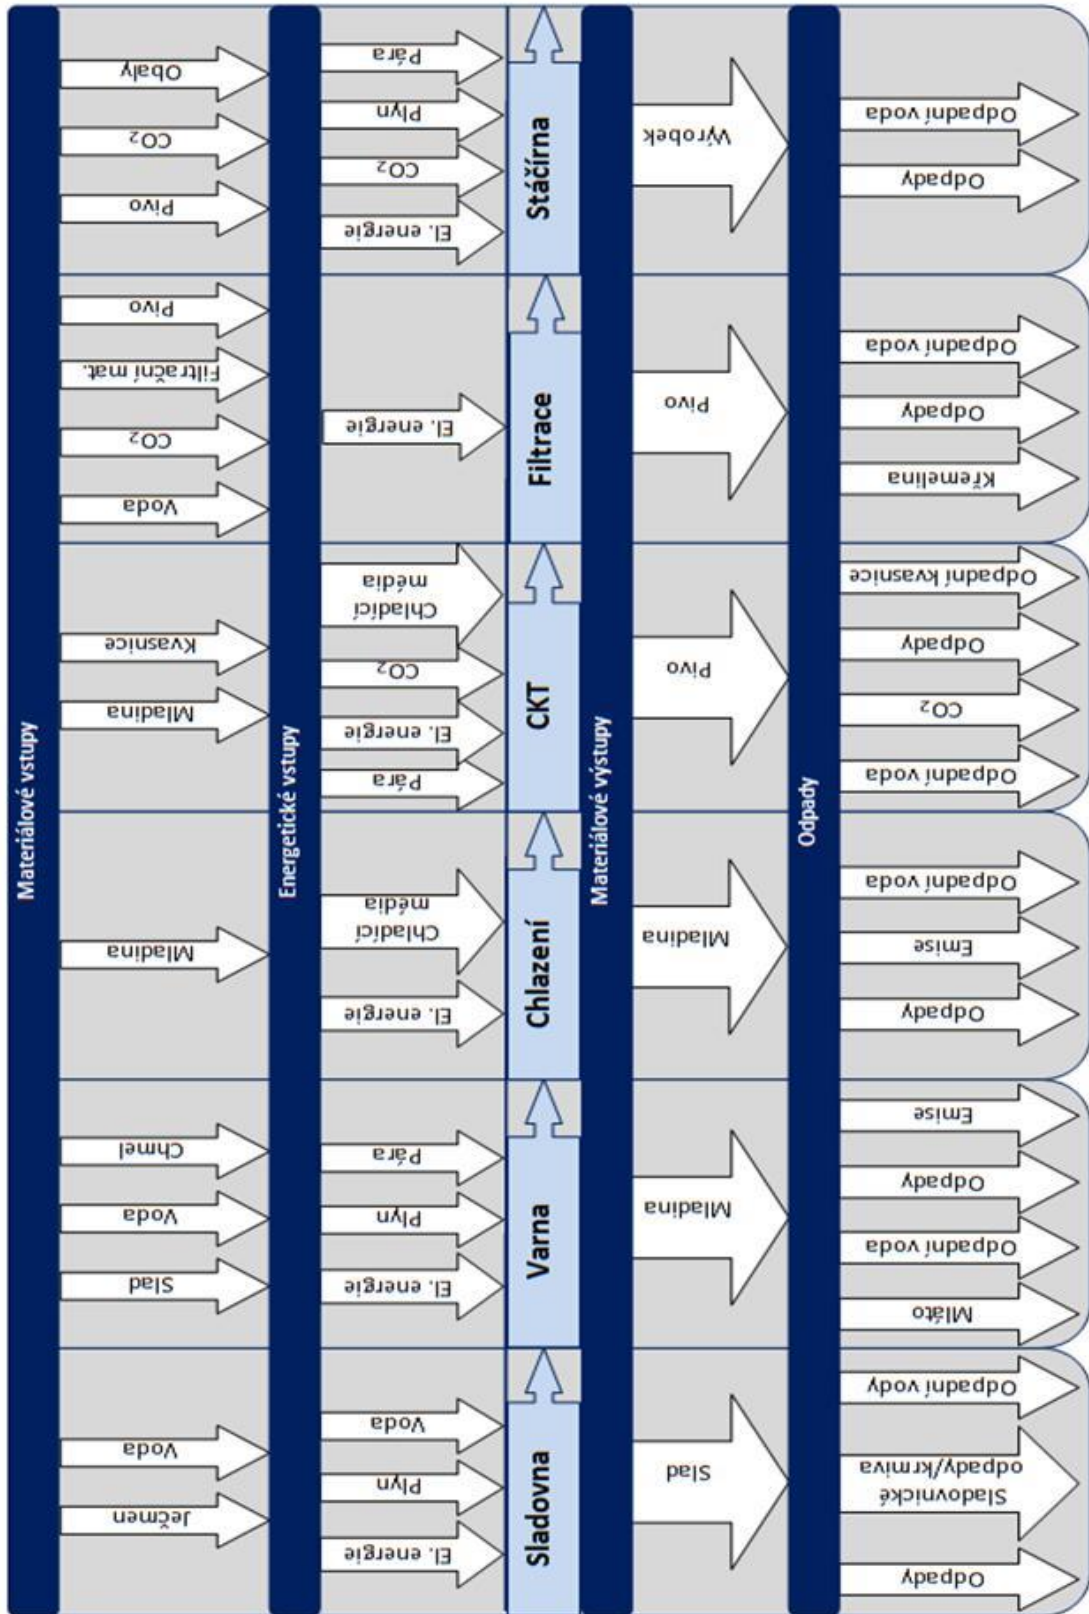 Materiálové vstupy
Ječmen
Voda
Slad
Voda
Chmel
Mladina
Mladina
Kvasnice
Voda
CO₂
Filtrační mat.
Pivo
Pivo
CO₂
Obaly
Energetické vstupy
El. energie
Plyn
Voda
El. energie
Plyn
Pára
El. energie
Chladící
média
Pára
El. energie
CO₂
Chladící
média
El. energie
El. energie
CO₂
Plyn
Pára
Sladovna
Varna
Chlazení
CKT
Filtrace
Stáčírna
Materiálové výstupy
Slad
Mladina
Mladina
Pivo
Pivo
Výrobek
Odpady
Odpady
Sladovnické
odpady/krmiva
Odpadní vody
Mláto
Odpadní voda
Odpady
Emise
Odpady
Emise
Odpadní voda
Odpadní voda
CO₂
Odpady
Odpadní kvasnice
Křemelina
Odpady
Odpadní voda
Odpady
Odpadní voda